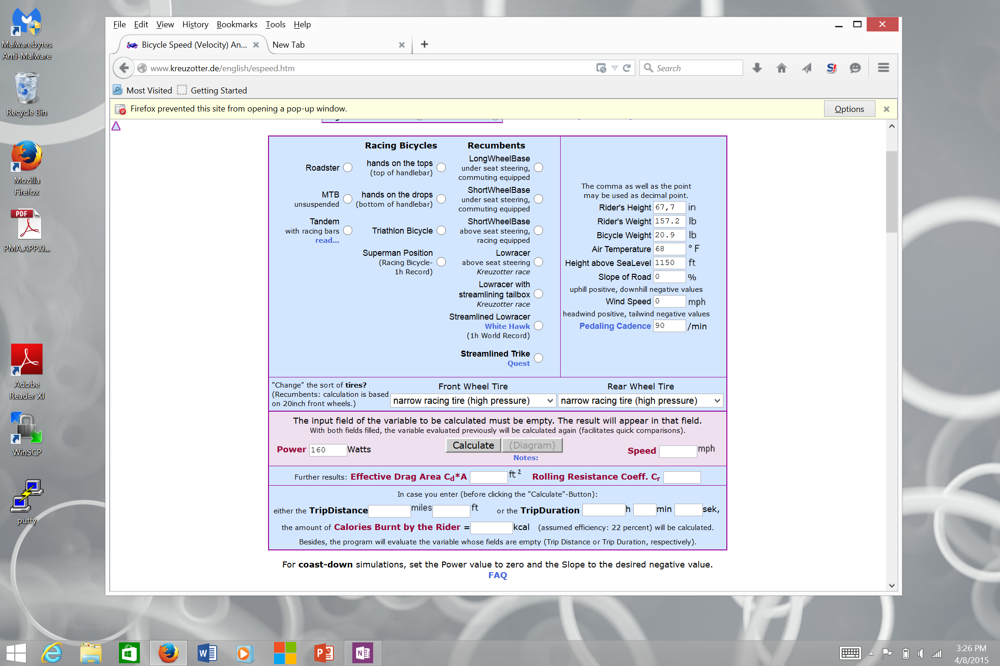 Malwarebytes
Anti-Malware
Recycle Bin
Mozilla
Firefox
PDF
PMA.APP.0...
Adobe
Reader XI
WinSCP
putty
File Edit View History Bookmarks Tools Help
Bicycle Speed (Velocity) An... New Tab
www.kreuzotter.de/english/espeed.htm Search
Most Visited Getting Started
Firefox prevented this site from opening a pop-up window. Options
Racing Bicycles Recumbents
Roadster
hands on the tops
(top of handlebar)
LongWheelBase
under seat steering,
commuting equipped
MTB
unsuspended
hands on the drops
(bottom of handlebar)
ShortWheelBase
under seat steering,
commuting equipped
Tandem
with racing bars
read...
Triathlon Bicycle
ShortWheelBase
above seat steering,
racing equipped
Superman Position
(Racing Bicycle-
1h Record)
Lowracer
above seat steering
Kreuzotter race
Lowracer with
streamlining tailbox
Kreuzotter race
Streamlined Lowracer
White Hawk
(1h World Record)
Streamlined Trike
Quest
The comma as well as the point
may be used as decimal point.
Rider's Height 67,7 in
Rider's Weight 157.2 lb
Bicycle Weight 20.9 lb
Air Temperature 68 ° F
Height above SeaLevel 1150 ft
Slope of Road 0 %
uphill positive, downhill negative values
Wind Speed 0 mph
headwind positive, tailwind negative values
Pedaling Cadence 90 /min
"Change" the sort of tires?
(Recumbents: calculation is based
on 20inch front wheels.)
Front Wheel Tire
narrow racing tire (high pressure)
Rear Wheel Tire
narrow racing tire (high pressure)
The input field of the variable to be calculated must be empty. The result will appear in that field.
With both fields filled, the variable evaluated previously will be calculated again (facilitates quick comparisons).
Power 160 Watts Calculate (Diagram) Speed mph
Notes:
Further results: Effective Drag Area Cd*A ft ² Rolling Resistance Coeff. Cr
In case you enter (before clicking the "Calculate"-Button):
either the TripDistance miles ft or the TripDuration h min sek,
the amount of Calories Burnt by the Rider = kcal (assumed efficiency: 22 percent) will be calculated.
Besides, the program will evaluate the variable whose fields are empty (Trip Distance or Trip Duration, respectively).
For coast-down simulations, set the Power value to zero and the Slope to the desired negative value.
FAQ
3:26 PM
4/8/2015